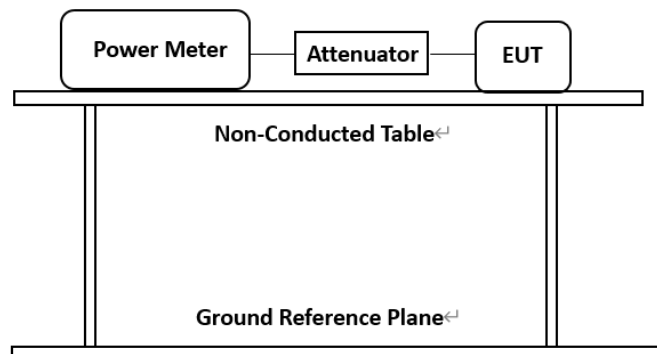 Power Meter Attenuator EUT
Non-Conducted Table↵
Ground Reference Plane↵